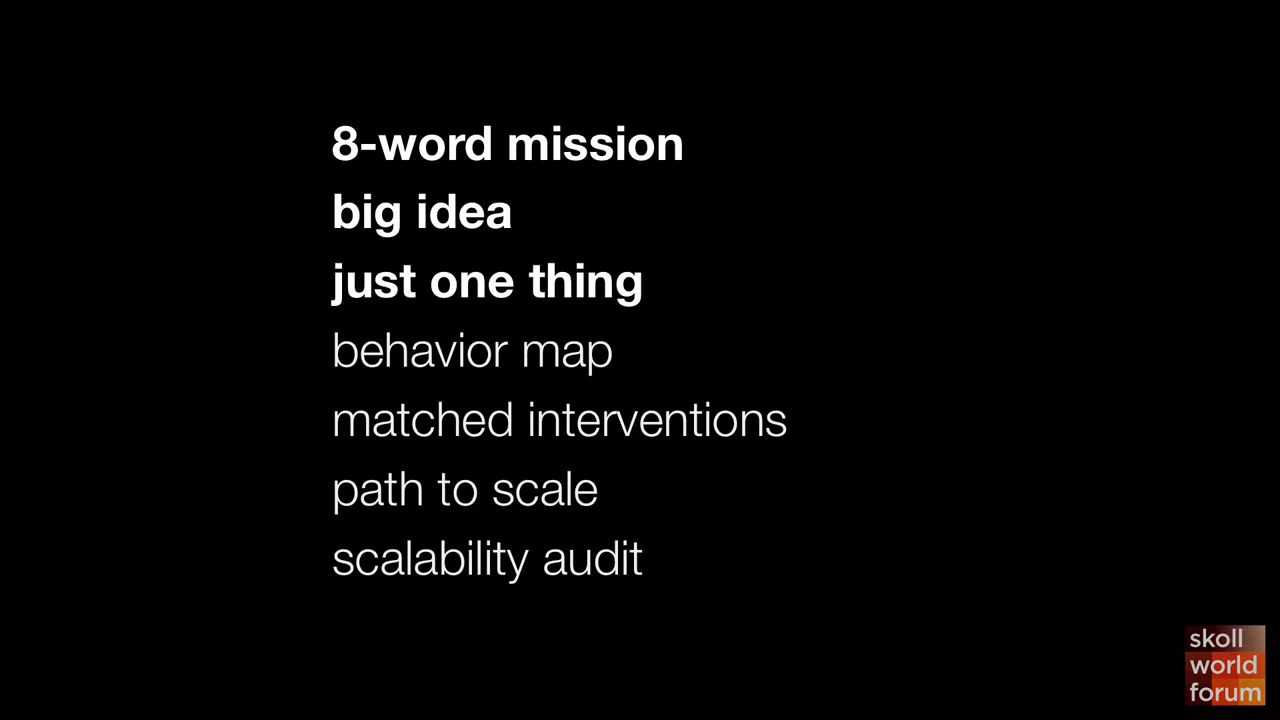 8-word mission
big idea
just one thing
behavior map
matched interventions
path to scale
scalability audit
skoll
world
forum